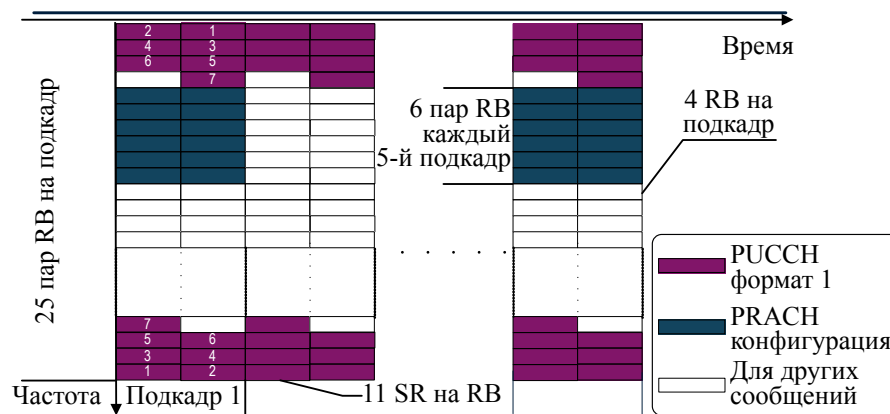 Время
2 1
4 3
6 5
7
25 пар RB на подкадр
6 пар RB
каждый
5-й подкадр
4 RB на
подкадр
. . . . .
PUCCH
формат 1
PRACH
конфигурация
Для других
сообщений
7
5 6
3 4
1 2
Частота
Подкадр 1
11 SR на RB